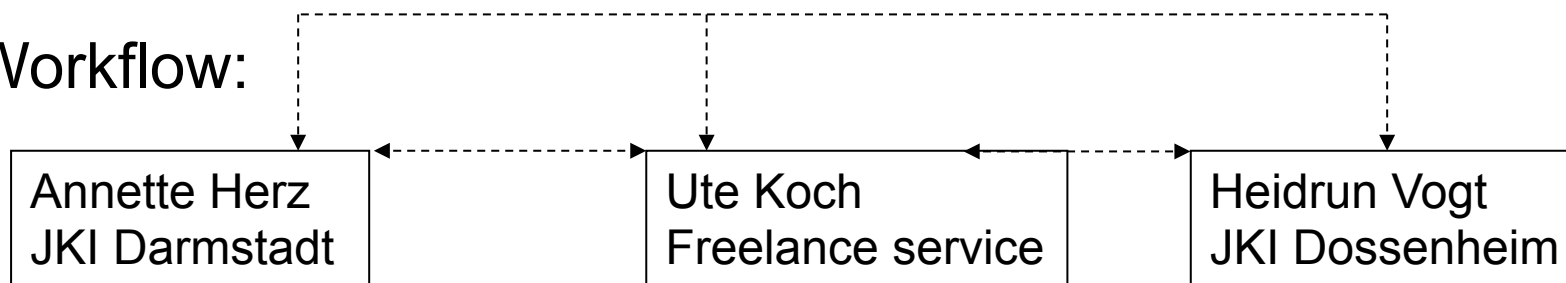 Workflow:
Annette Herz
JKI Darmstadt
Ute Koch
Freelance service
Heidrun Vogt
JKI Dossenheim